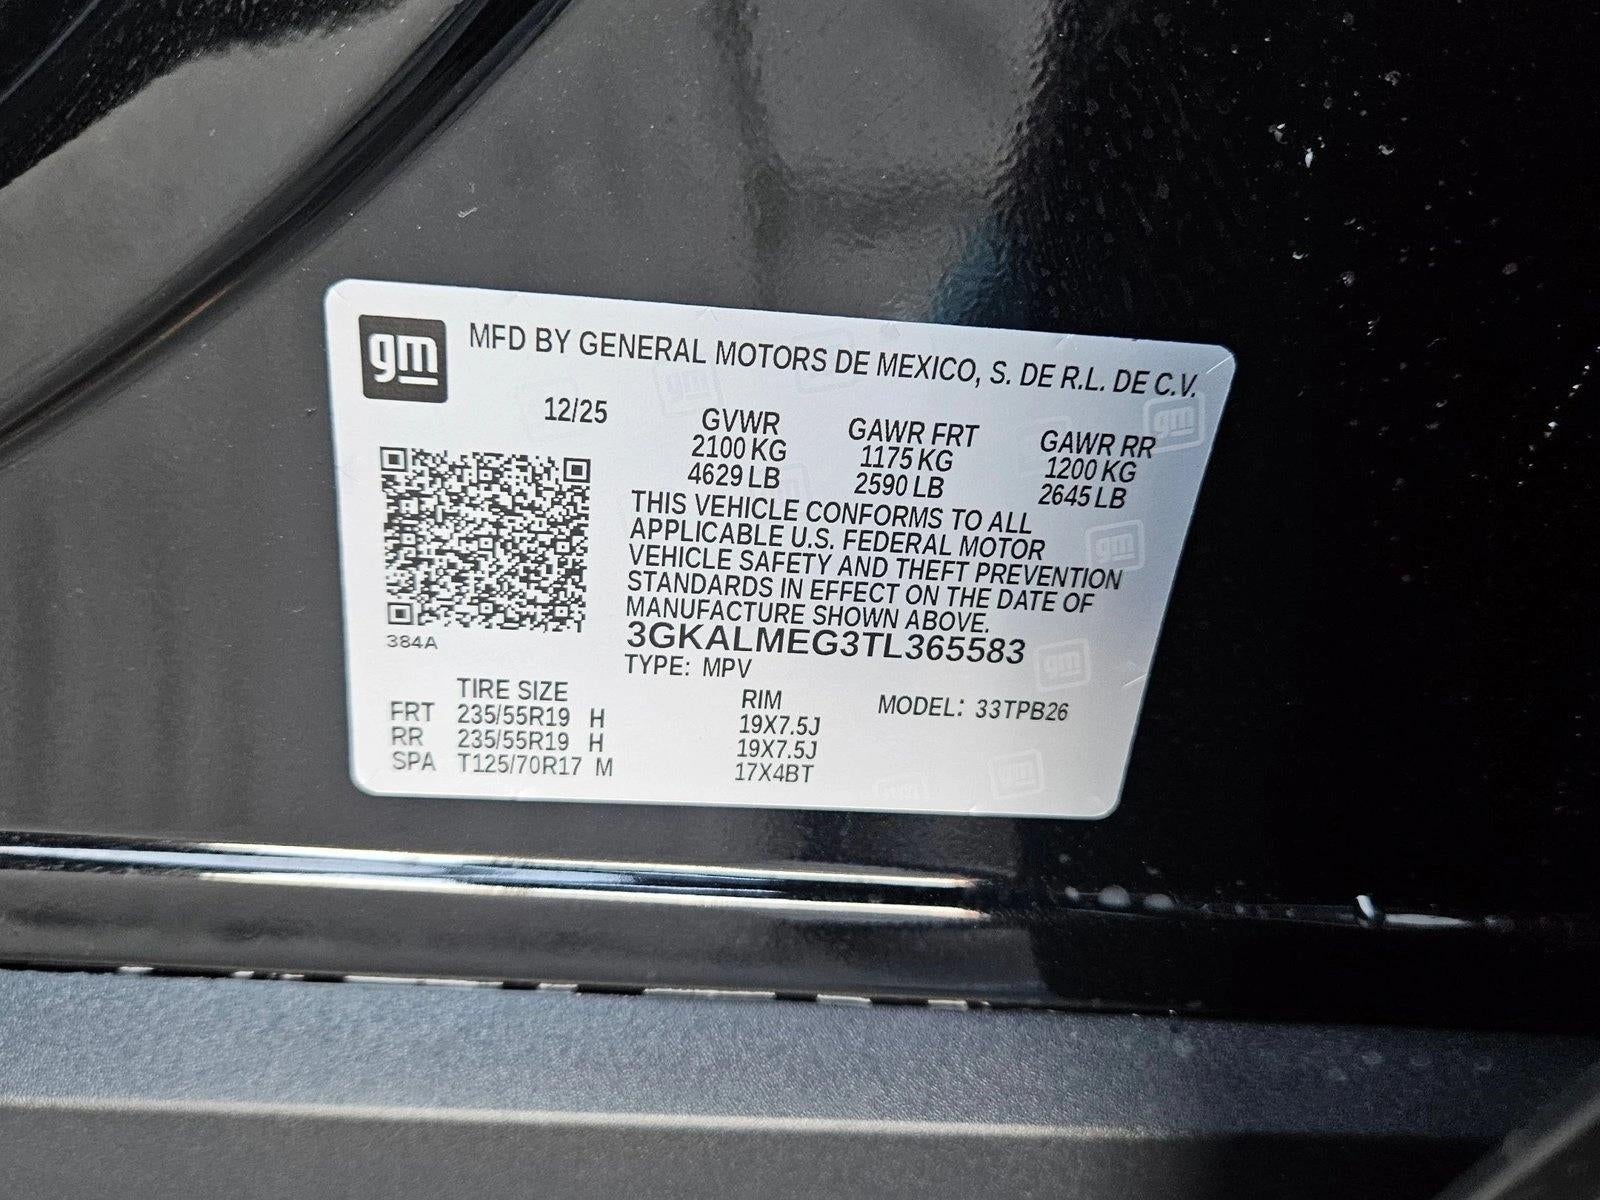 gm
MFD BY GENERAL MOTORS DE MEXICO, S. DE R.L. DE C.V.
12/25
GVWR GAWR FRT GAWR RR
2100 KG 1175 KG 1200 KG
4629 LB 2590 LB 2645 LB
THIS VEHICLE CONFORMS TO ALL
APPLICABLE U.S. FEDERAL MOTOR
VEHICLE SAFETY AND THEFT PREVENTION
STANDARDS IN EFFECT ON THE DATE OF
MANUFACTURE SHOWN ABOVE.
3GKALMEG3TL365583
384A
TYPE: MPV
TIRE SIZE RIM MODEL: 33TPB26
FRT 235/55R19 H 19X7.5J
RR 235/55R19 H 19X7.5J
SPA T125/70R17 M 17X4BT